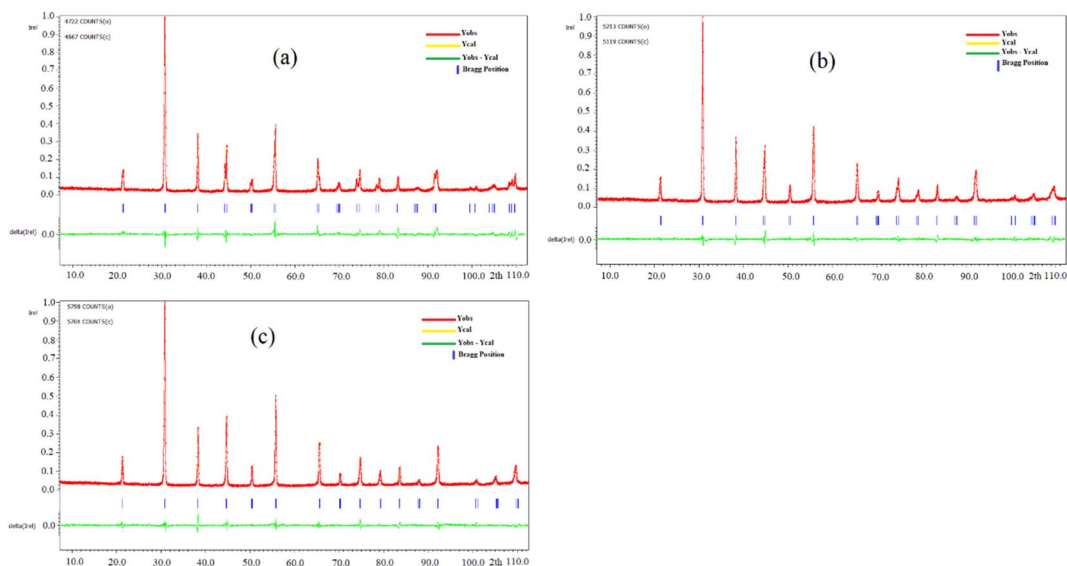 1.0
Irel
4722 COUNTS(o)
4567 COUNTS(c)
(a)
Yobs
Ycal
Yobs - Ycal
Bragg Position
0.9
0.8
0.7
0.6
0.5
0.4
0.3
0.2
0.1
0.0
delta(Irel)
0.0
10.0 20.0 30.0 40.0 50.0 60.0 70.0 80.0 90.0 100.0 2th 110.0
1.0
Irel
5213 COUNTS(o)
5119 COUNTS(c)
(b)
Yobs
Ycal
Yobs - Ycal
Bragg Position
0.9
0.8
0.7
0.6
0.5
0.4
0.3
0.2
0.1
0.0
delta(Irel)
0.0
10.0 20.0 30.0 40.0 50.0 60.0 70.0 80.0 90.0 100.0 2th 110.0
1.0
Irel
5798 COUNTS(o)
5704 COUNTS(c)
(c)
Yobs
Ycal
Yobs - Ycal
Bragg Position
0.9
0.8
0.7
0.6
0.5
0.4
0.3
0.2
0.1
0.0
delta(Irel)
0.0
10.0 20.0 30.0 40.0 50.0 60.0 70.0 80.0 90.0 100.0 2th 110.0